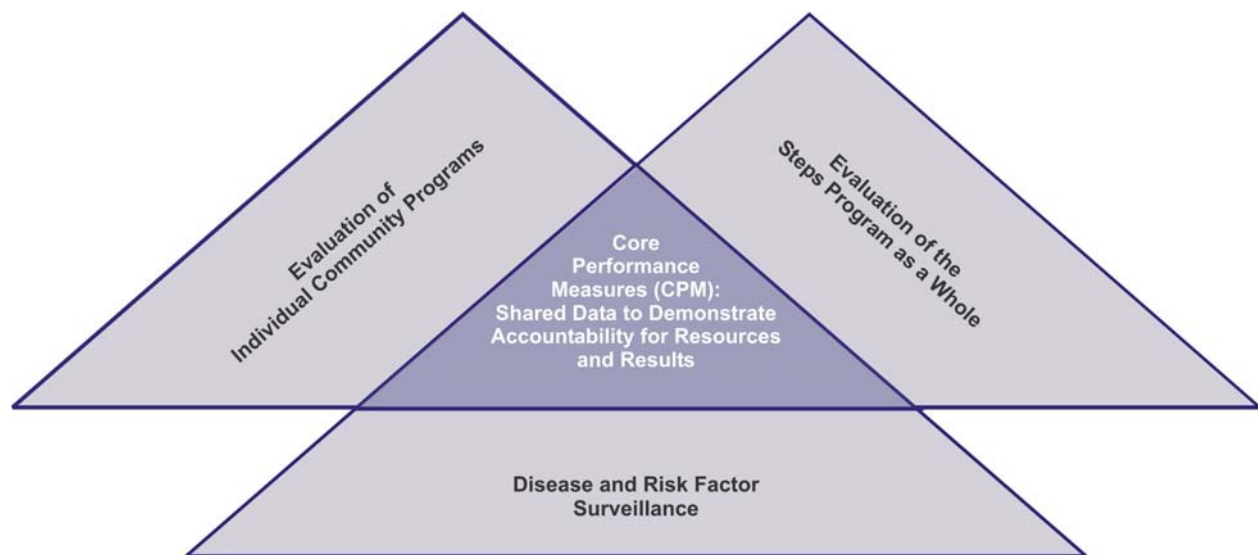 Evaluation of
Individual Community Programs
Evaluation of the
Steps Program as a Whole
Core
Performance
Measures (CPM):
Shared Data to Demonstrate
Accountability for Resources
and Results
Disease and Risk Factor
Surveillance